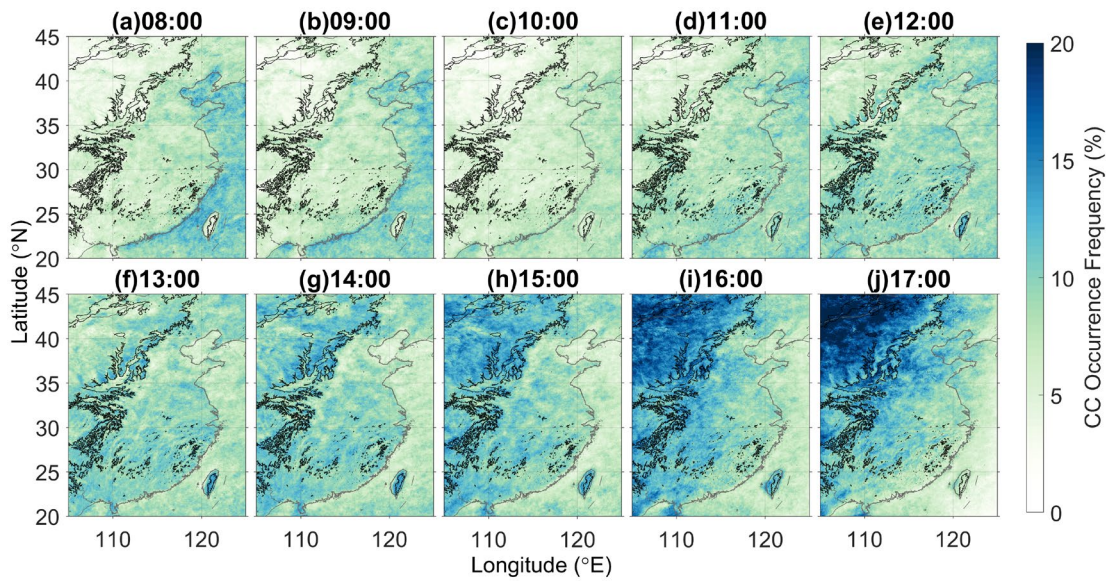 (a)08:00 (b)09:00 (c)10:00 (d)11:00 (e)12:00
45
40
35
30
25
20
(f)13:00 (g)14:00 (h)15:00 (i)16:00 (j)17:00
45
40
35
30
25
20
110 120 110 120 110 120 110 120 110 120
Longitude (°E)
Latitude (°N)
20
15
10
5
0
CC Occurrence Frequency (%)